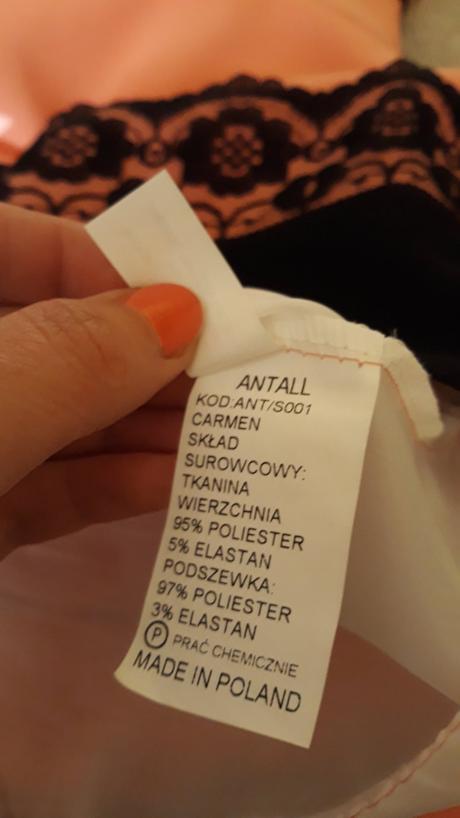 ANTALL
KOD:ANT/S001
CARMEN
SKŁAD
SUROWCOWY:
TKANINA
WIERZCHNIA
95% POLIESTER
5% ELASTAN
PODSZEWKA:
97% POLIESTER
3% ELASTAN
P PRAĆ CHEMICZNIE
MADE IN POLAND